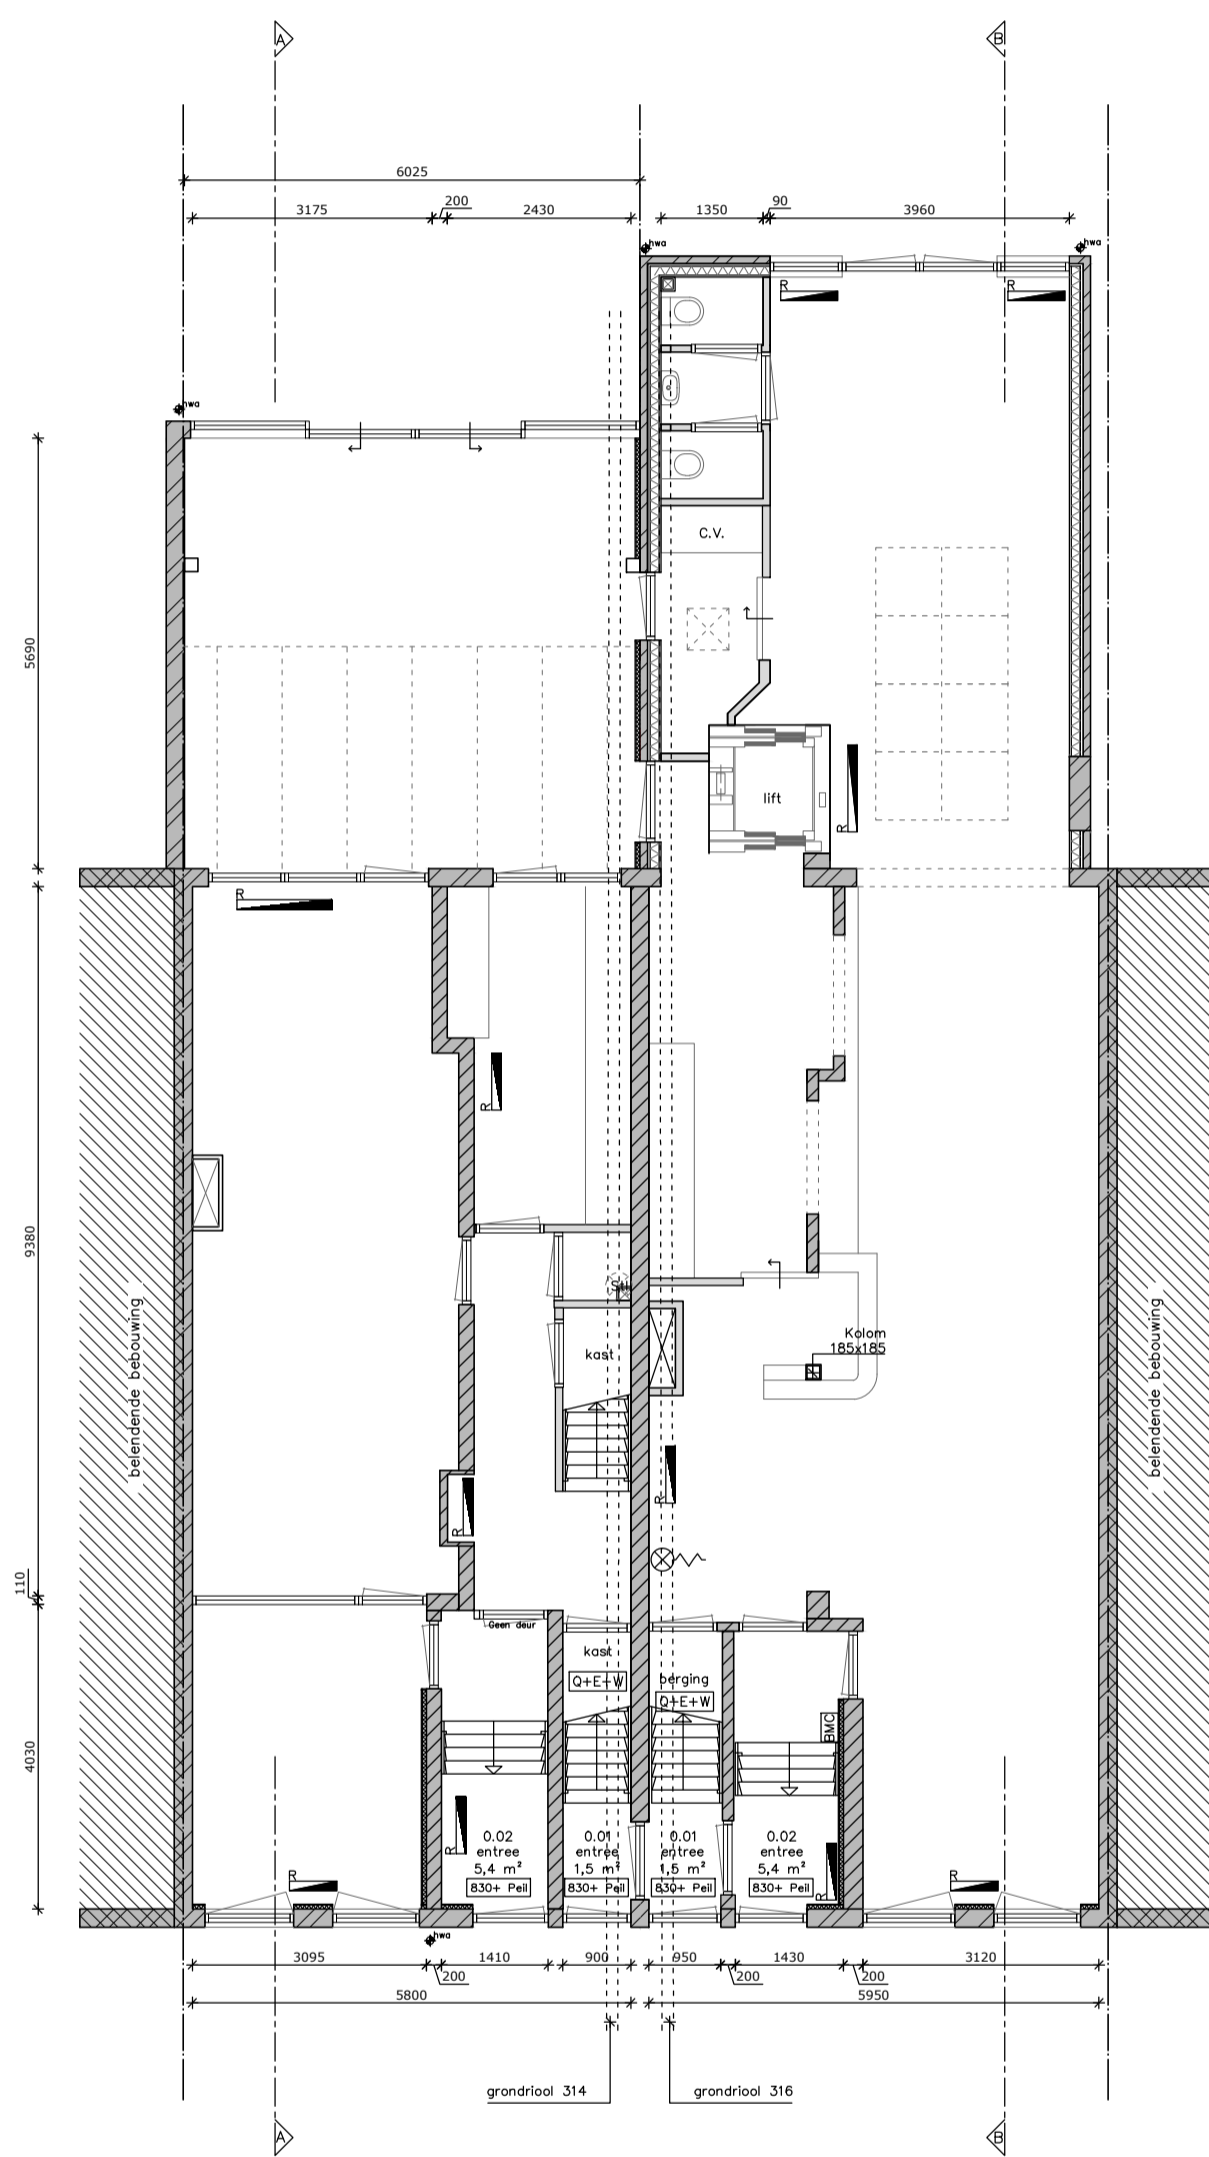 A
B
6025
3175
200
2430
1350
90
3960
hwa
hwa
R
R
hwa
C.V.
5690
lift
R
R
R
9380
belendende bebouwing
belendende bebouwing
kast
Kolom
185x185
R
R
110
Geen deur
kast
Q+E+W
berging
Q+E+W
BMC
4030
0.02
entree
5,4 m²
830+ Peil
0.01
entree
1,5 m²
830+ Peil
0.01
entree
1,5 m²
830+ Peil
0.02
entree
5,4 m²
830+ Peil
R
R
R
R
hwa
3095
200
1410
900
950
200
1430
200
3120
5800
5950
grondriool 314
grondriool 316
A
B